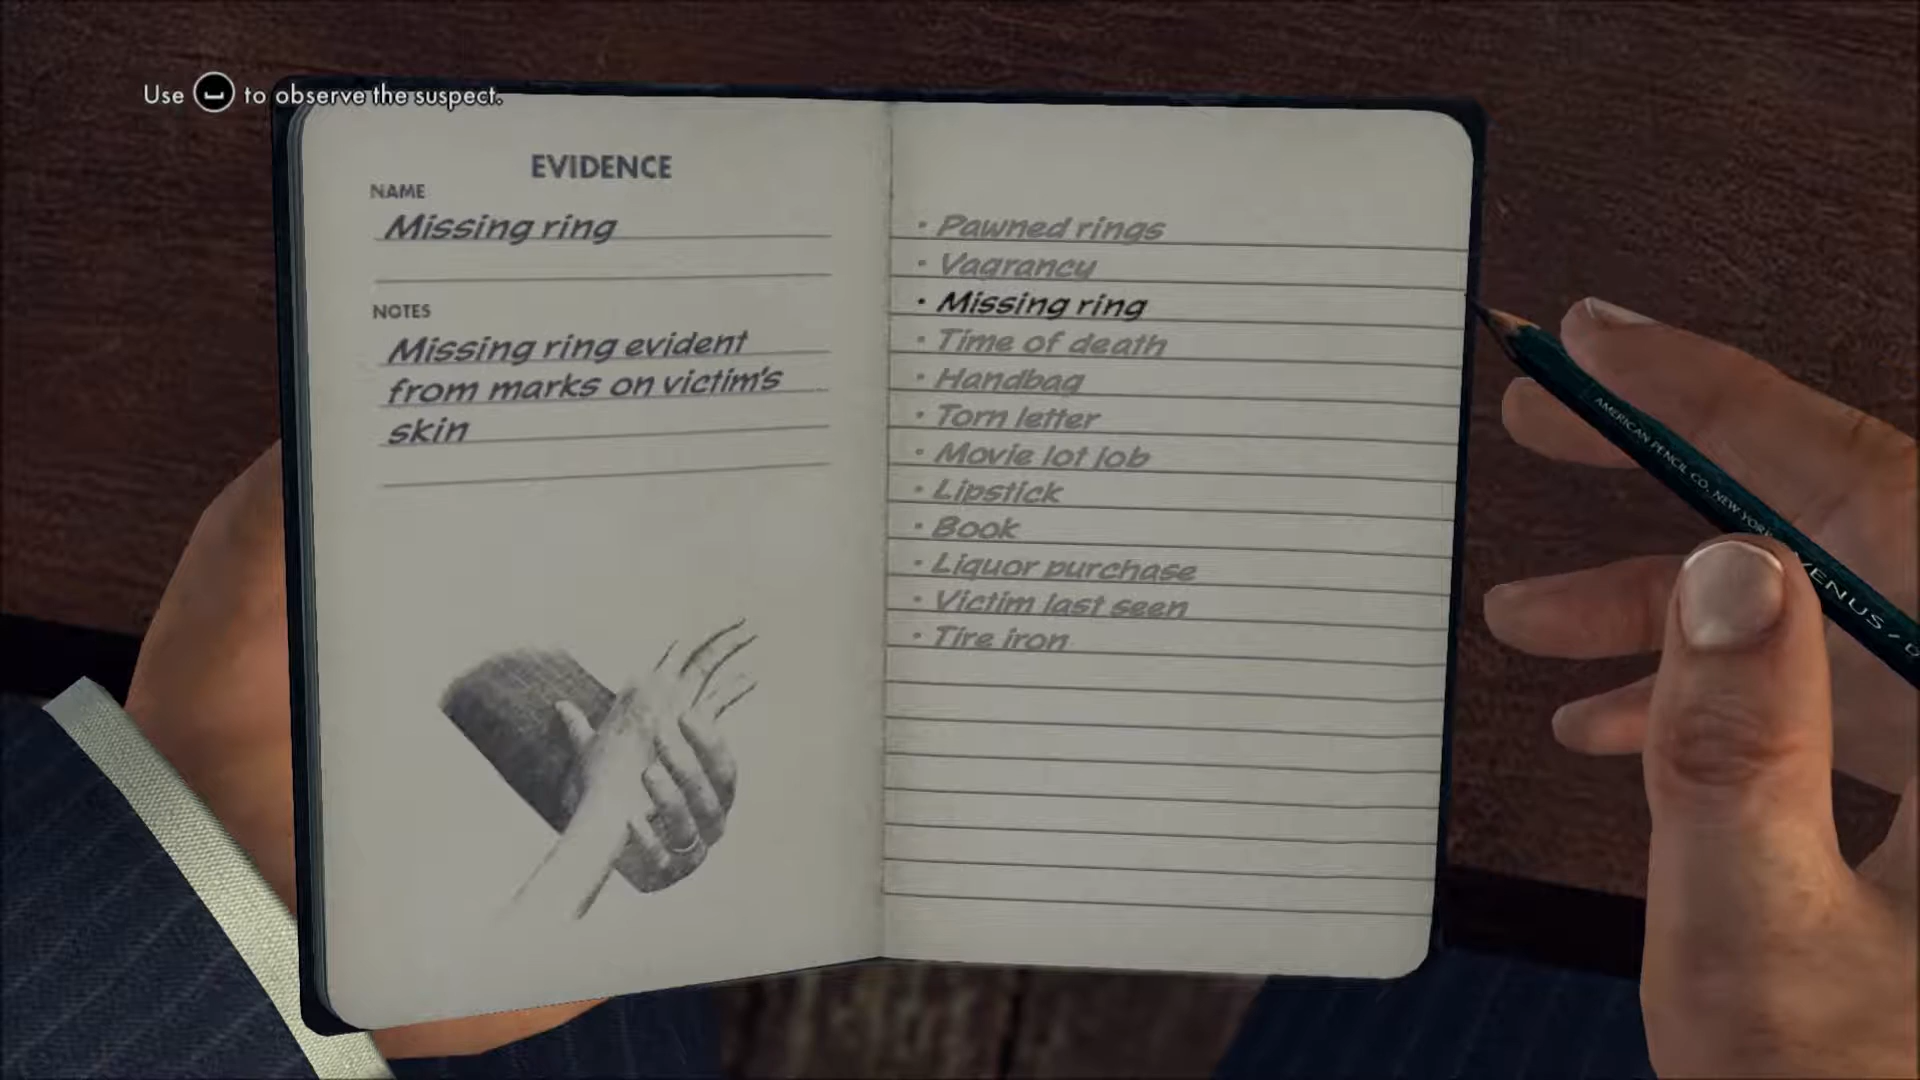 Use to observe the suspect.
EVIDENCE
NAME
Missing ring
NOTES
Missing ring evident
from marks on victim's
skin
• Pawned rings
• Vagrancy
• Missing ring
• Time of death
• Handbag
• Torn letter
• Movie lot job
• Lipstick
• Book
• Liquor purchase
• Victim last seen
• Tire iron
AMERICAN PENCIL CO. NEW YORK VENUS /